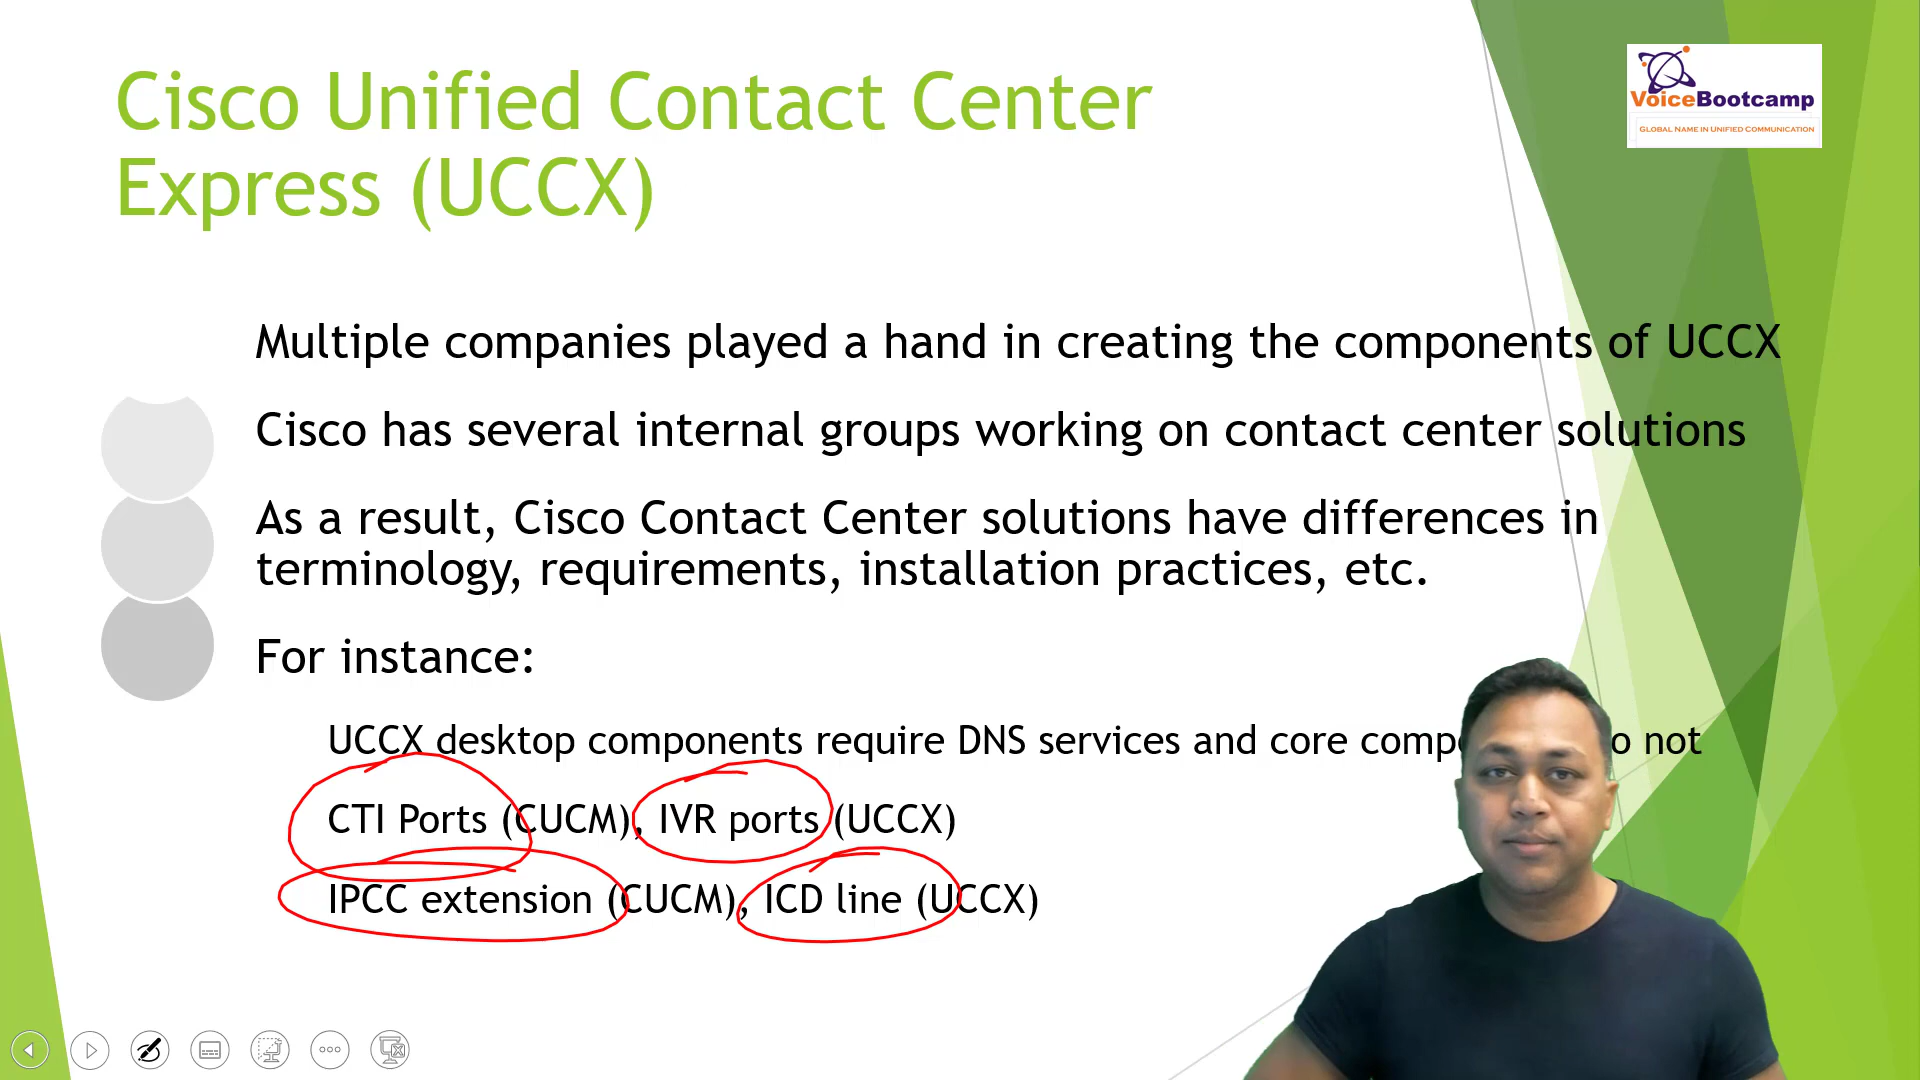 Cisco Unified Contact Center
Express (UCCX)
VoiceBootcamp
GLOBAL NAME IN UNIFIED COMMUNICATION
Multiple companies played a hand in creating the components of UCCX
Cisco has several internal groups working on contact center solutions
As a result, Cisco Contact Center solutions have differences in
terminology, requirements, installation practices, etc.
For instance:
UCCX desktop components require DNS services and core not
CTI Ports (CUCM), IVR ports (UCCX)
IPCC extension (CUCM), ICD line (UCCX)